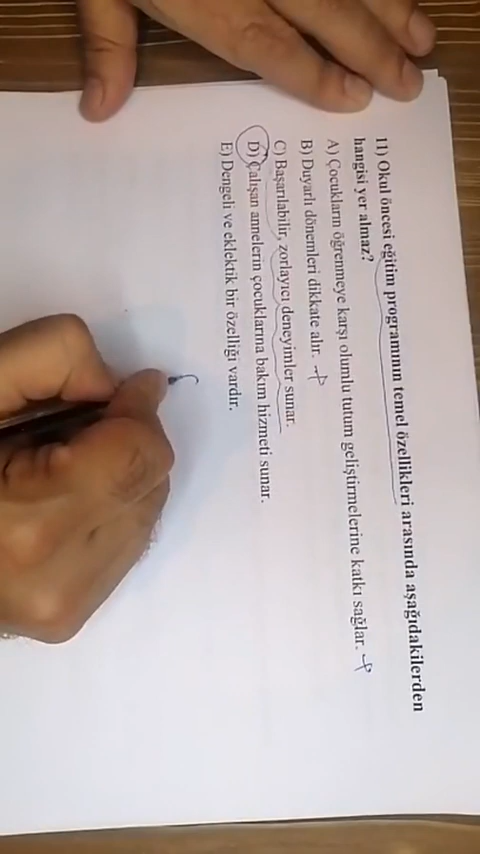 11) Okul öncesi eğitim programının temel özellikleri arasında aşağıdakilerden
hangisi yer almaz?
A) Çocukların öğrenmeye karşı olumlu tutum geliştirmelerine katkı sağlar.
B) Duyarlı dönemleri dikkate alır.
C) Başarılabilir, zorlayıcı deneyimler sunar.
D) Çalışan annelerin çocuklarına bakım hizmeti sunar.
E) Dengeli ve eklektik bir özelliği vardır.